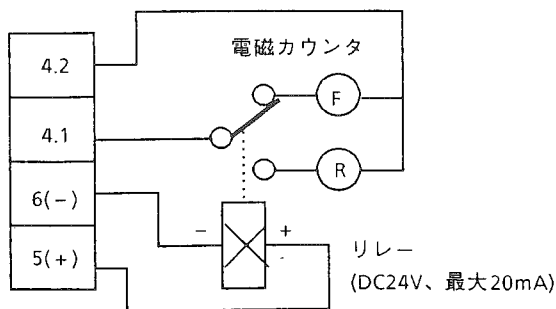 電磁カウンタ
4.2
F
4.1
R
6(−)
− +
5(+)
リレー
(DC24V、最大20mA)